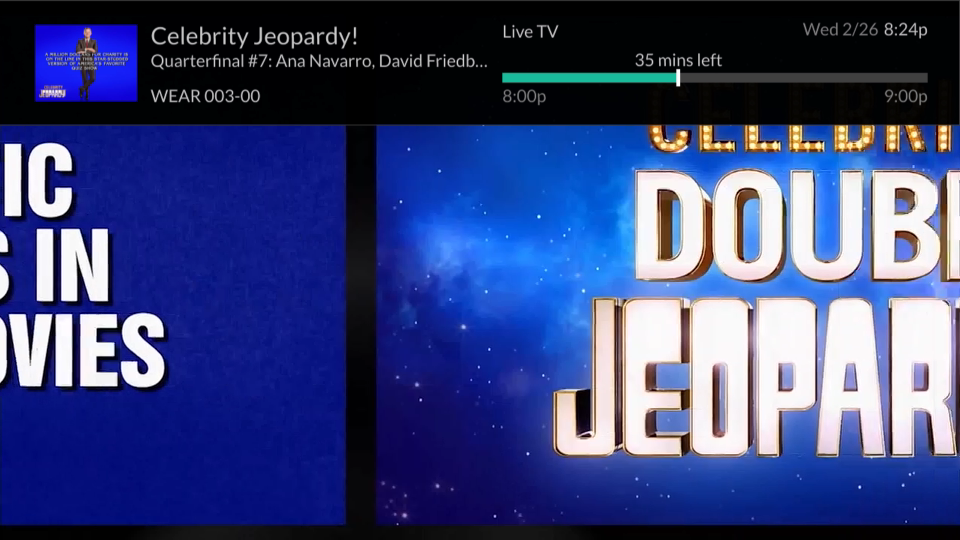 Celebrity Jeopardy!
Quarterfinal #7: Ana Navarro, David Friedb...
WEAR 003-00
Live TV
Wed 2/26 8:24p
35 mins left
8:00p
9:00p
A MILLION DOLLARS FOR CHARITY IS
ON THE LINE IN THIS STAR-STUDDED
VERSION OF AMERICA'S FAVORITE
QUIZ SHOW
CELEBRITY
JEOPARDY!
IC
S IN
OVIES
CELEBRI
DOUB
JEOPAR